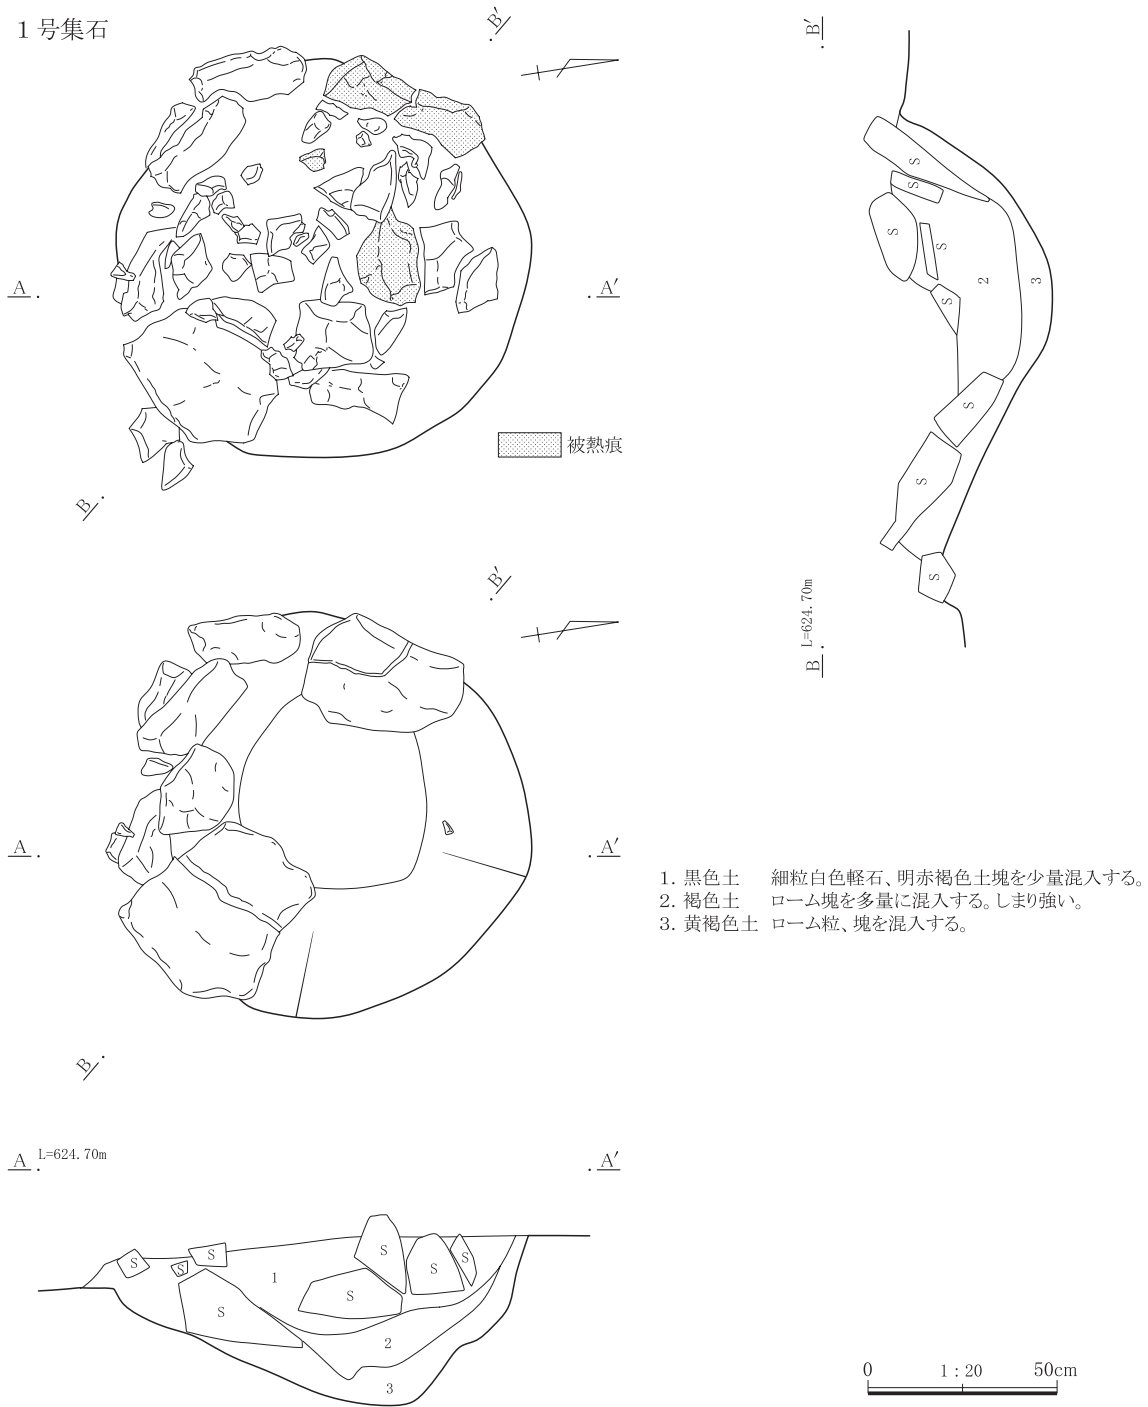 1号集石
B′
A
A′
被熱痕
B
B′
S
S
S
S
S
2
3
S
S
S
B L=624.70m
B′
A
A′
B
1. 黒色土 細粒白色軽石、明赤褐色土塊を少量混入する。
2. 褐色土 ローム塊を多量に混入する。しまり強い。
3. 黄褐色土 ローム粒、塊を混入する。
A L=624.70m
A′
S
S
S
S
S
S
S
S
1
2
3
0 1:20 50cm